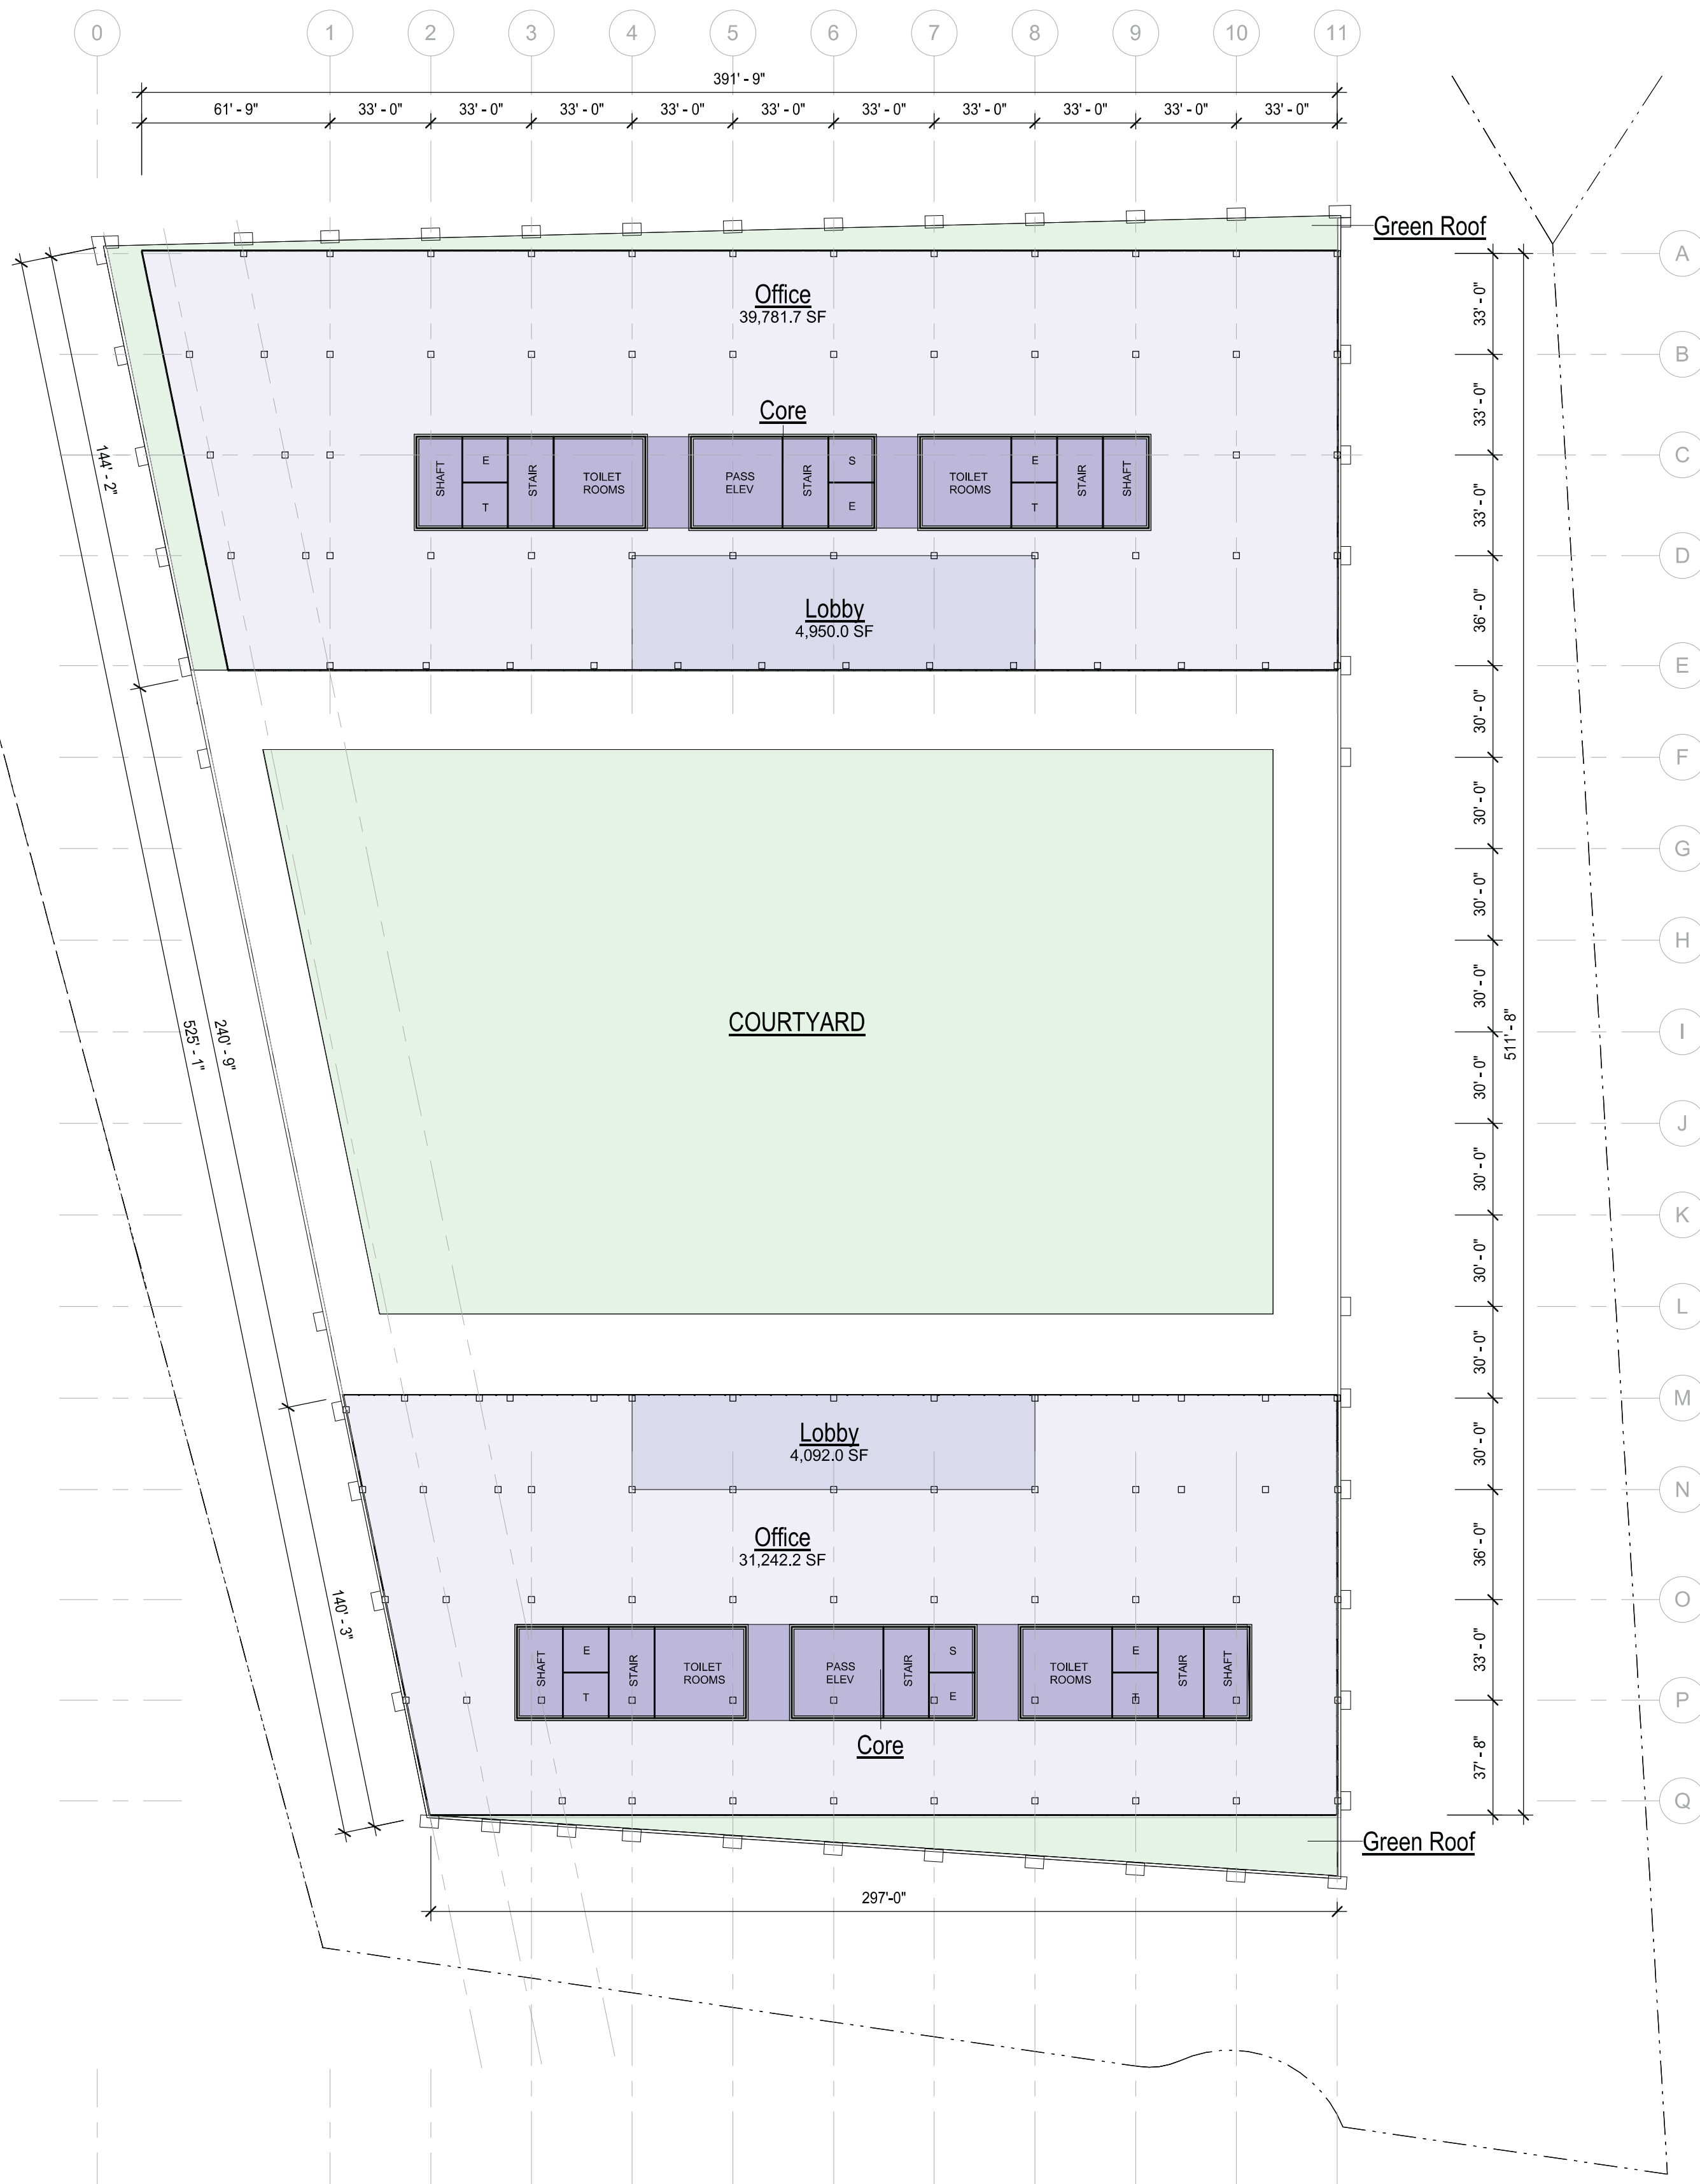 0 1 2 3 4 5 6 7 8 9 10 11
391' - 9"
61' - 9" 33' - 0" 33' - 0" 33' - 0" 33' - 0" 33' - 0" 33' - 0" 33' - 0" 33' - 0" 33' - 0" 33' - 0"
Green Roof
A
Office
39,781.7 SF
33' - 0"
B
Core
33' - 0"
SHAFT E T STAIR TOILET ROOMS
PASS ELEV STAIR S E
TOILET ROOMS E T STAIR SHAFT
C
144' - 2"
33' - 0"
D
Lobby
4,950.0 SF
36' - 0"
E
30' - 0"
F
30' - 0"
G
30' - 0"
H
COURTYARD
30' - 0"
I
525' - 1"
240' - 9"
511' - 8"
30' - 0"
J
30' - 0"
K
30' - 0"
L
30' - 0"
M
Lobby
4,092.0 SF
30' - 0"
N
Office
31,242.2 SF
36' - 0"
O
140' - 3"
33' - 0"
SHAFT E T STAIR TOILET ROOMS
PASS ELEV STAIR S E
TOILET ROOMS E T STAIR SHAFT
P
Core
37' - 8"
Q
Green Roof
297'-0"